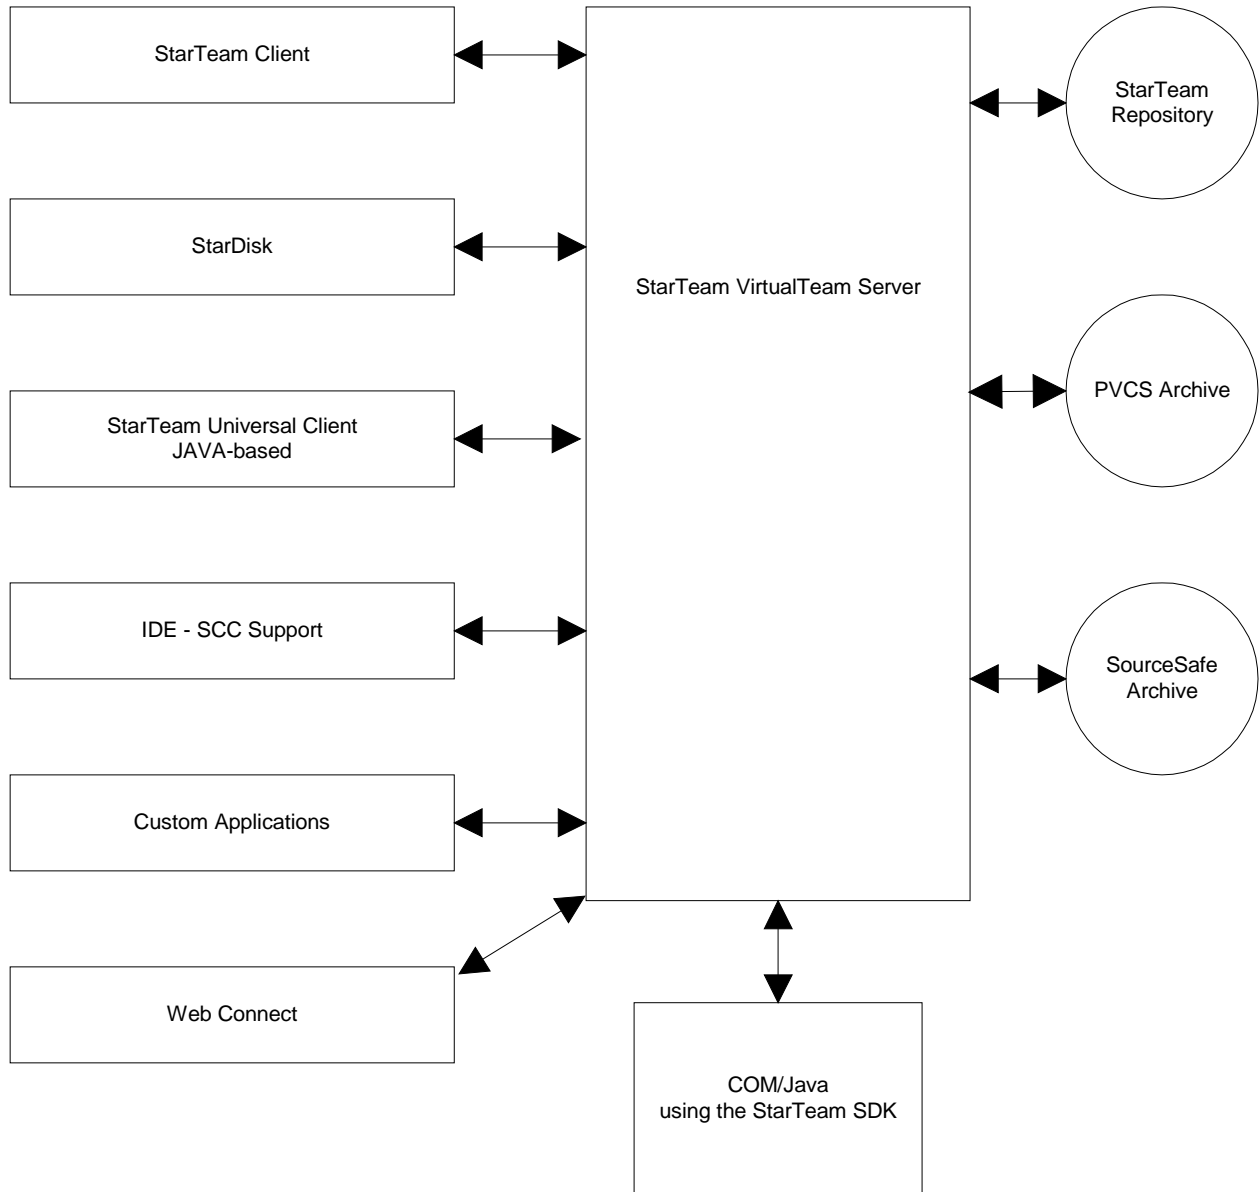 StarTeam Client
StarDisk
StarTeam Universal Client
JAVA-based
IDE - SCC Support
Custom Applications
Web Connect
StarTeam VirtualTeam Server
COM/Java
using the StarTeam SDK
StarTeam
Repository
PVCS Archive
SourceSafe
Archive